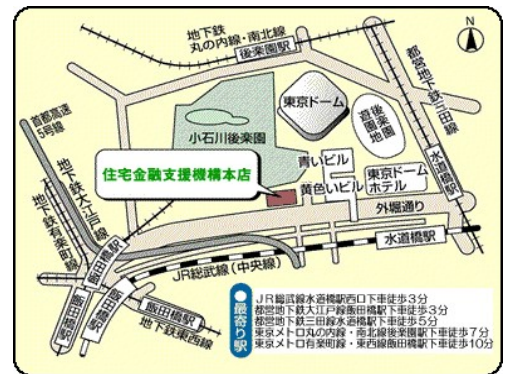 N
地下鉄
丸の内線・南北線
後楽園駅
都営地下鉄三田線
東京ドーム
後楽園
遊園地
首都高速
5号線
小石川後楽園
青いビル
地下鉄大江戸線
地下鉄有楽町線
住宅金融支援機構本店
黄色いビル
東京ドーム
ホテル
水道橋駅
外堀通り
水道橋駅
飯田橋駅
JR総武線(中央線)
飯田橋駅
飯田橋駅
飯田橋駅
地下鉄東西線
最寄り駅
JR総武線水道橋駅西口下車徒歩3分
都営地下鉄大江戸線飯田橋駅下車徒歩3分
都営地下鉄三田線水道橋駅下車徒歩5分
東京メトロ丸の内線・南北線後楽園駅下車徒歩7分
東京メトロ有楽町線・東西線飯田橋駅下車徒歩10分